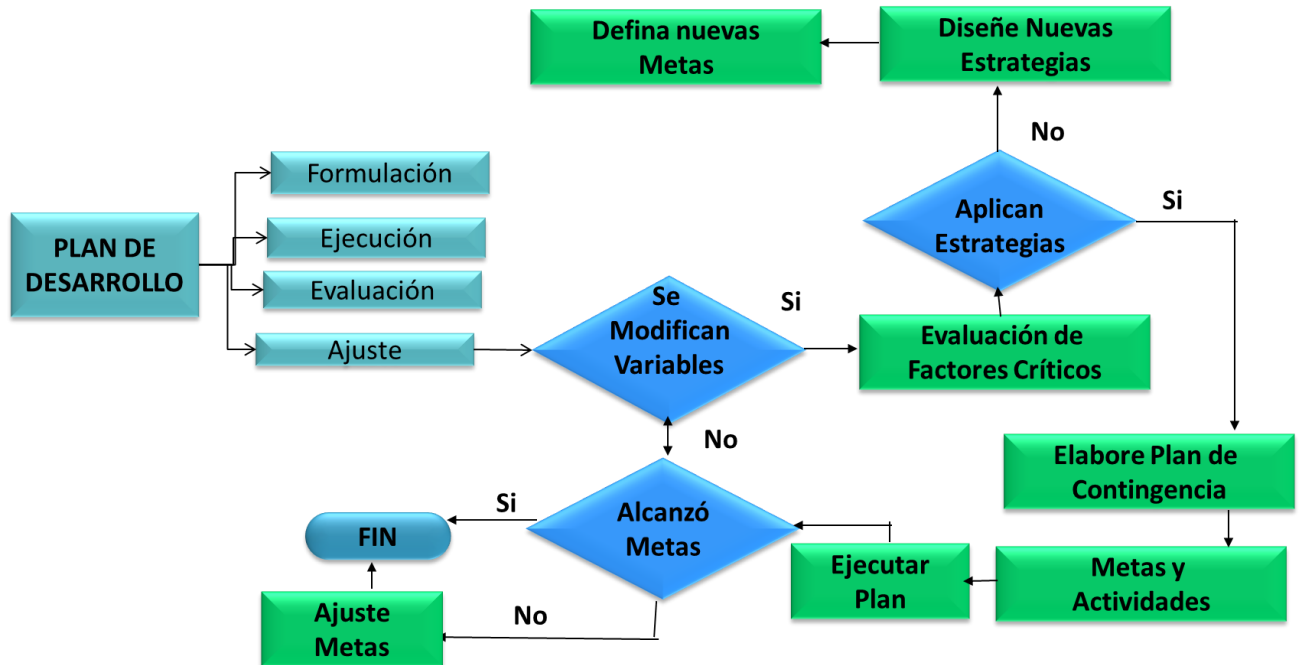 Defina nuevas
Metas
Diseñe Nuevas
Estrategias
No
Formulación
Aplican
Estrategias
Si
PLAN DE
DESARROLLO
Ejecución
Evaluación
Ajuste
Se
Modifican
Variables
Si
Evaluación de
Factores Críticos
No
Elabore Plan de
Contingencia
Si
Alcanzó
Metas
FIN
Ejecutar
Plan
Metas y
Actividades
Ajuste
Metas
No